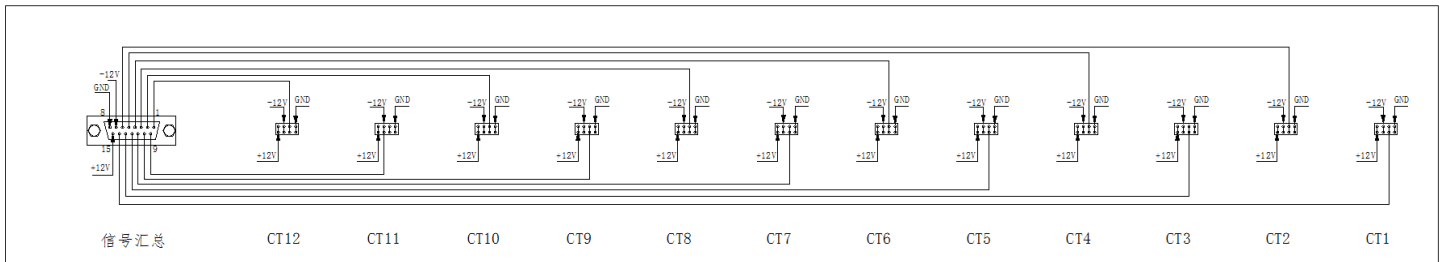 -12V
GND
8 1
15 9
+12V
-12V GND -12V GND -12V GND -12V GND -12V GND -12V GND -12V GND -12V GND -12V GND -12V GND -12V GND -12V GND
+12V +12V +12V +12V +12V +12V +12V +12V +12V +12V +12V +12V
信号汇总 CT12 CT11 CT10 CT9 CT8 CT7 CT6 CT5 CT4 CT3 CT2 CT1